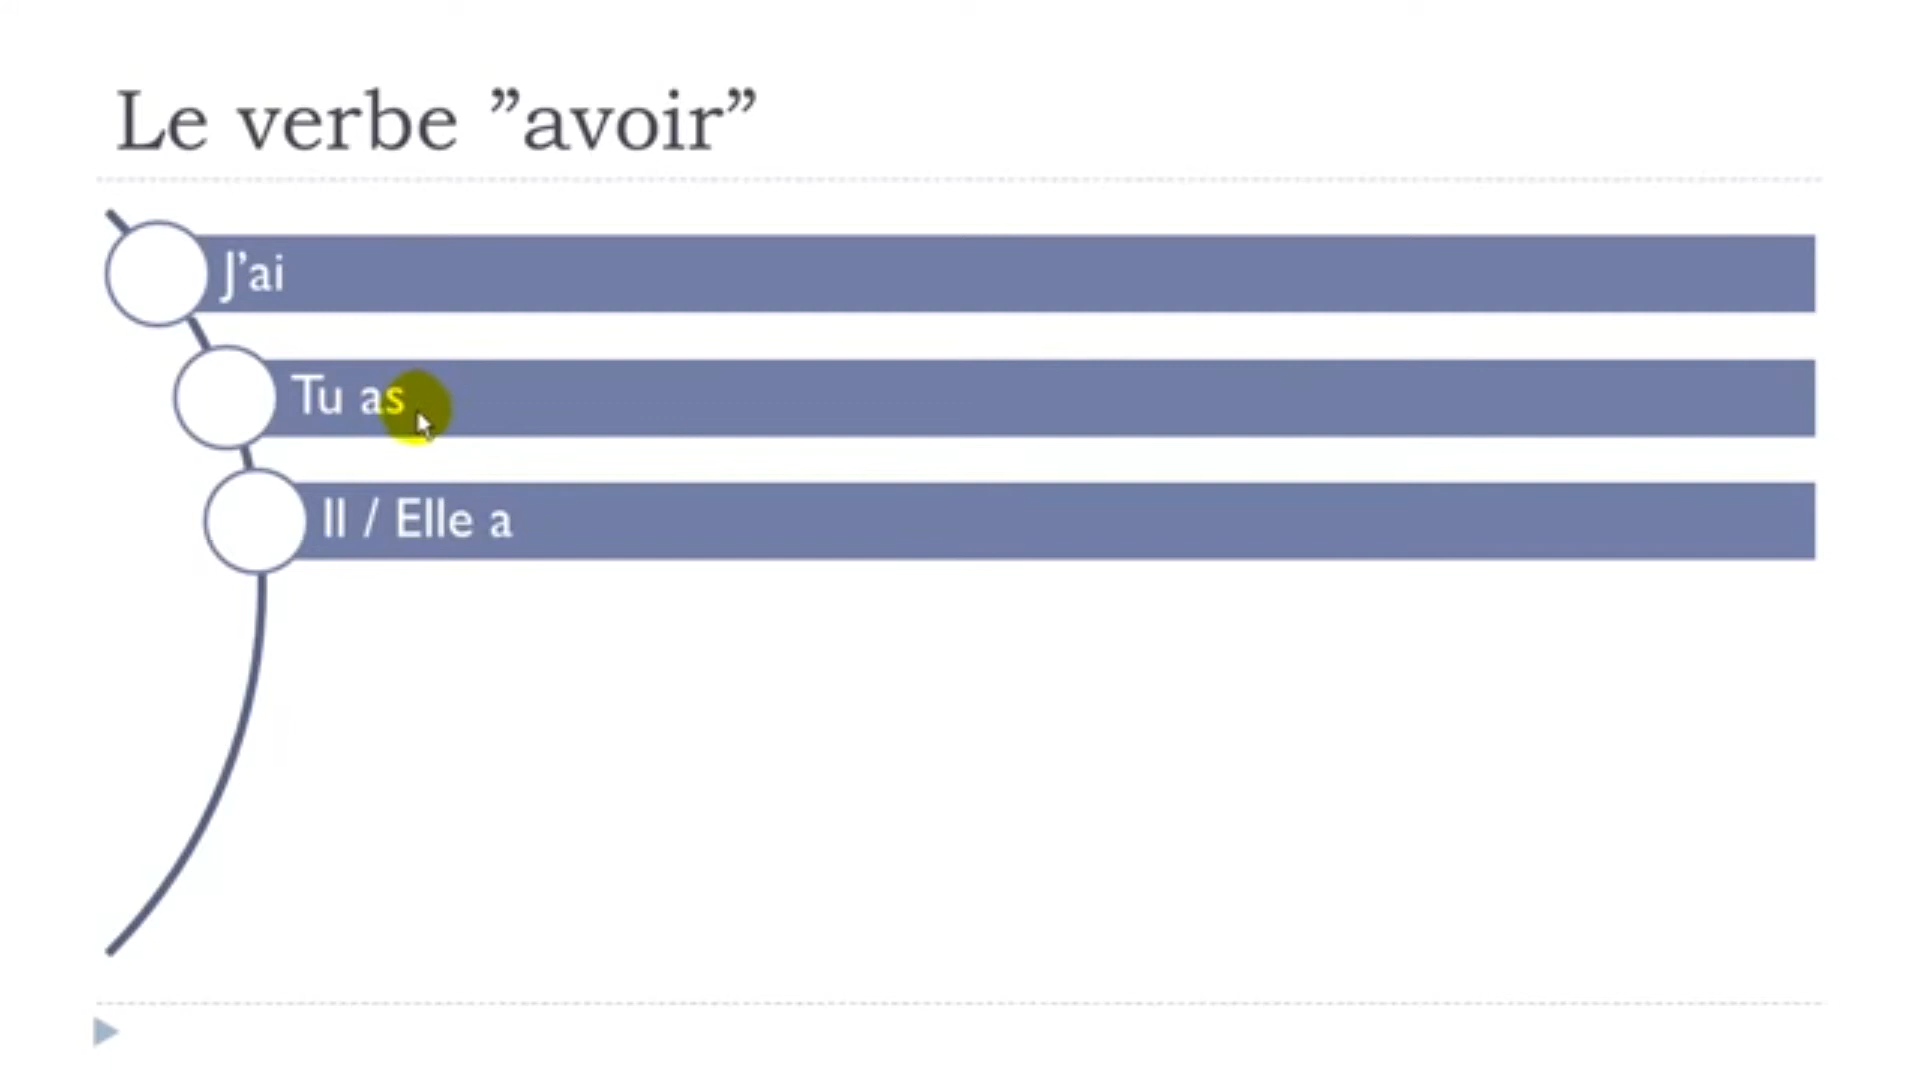 Le verbe ”avoir”
J’ai
Tu as
Il / Elle a